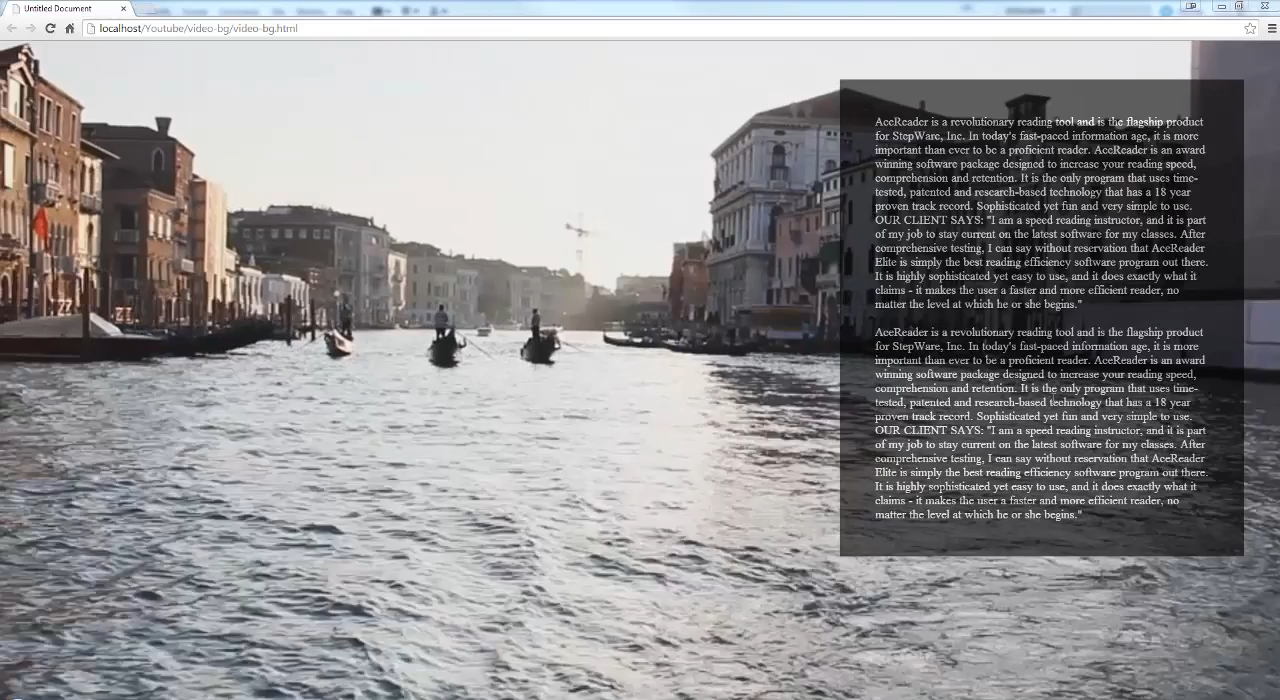 Untitled Document
localhost/Youtube/video-bg/video-bg.html
AceReader is a revolutionary reading tool and is the flagship product
for StepWare, Inc. In today's fast-paced information age, it is more
important than ever to be a proficient reader. AceReader is an award
winning software package designed to increase your reading speed,
comprehension and retention. It is the only program that uses time-
tested, patented and research-based technology that has a 18 year
proven track record. Sophisticated yet fun and very simple to use.
OUR CLIENT SAYS: "I am a speed reading instructor, and it is part
of my job to stay current on the latest software for my classes. After
comprehensive testing, I can say without reservation that AceReader
Elite is simply the best reading efficiency software program out there.
It is highly sophisticated yet easy to use, and it does exactly what it
claims - it makes the user a faster and more efficient reader, no
matter the level at which he or she begins."
AceReader is a revolutionary reading tool and is the flagship product
for StepWare, Inc. In today's fast-paced information age, it is more
important than ever to be a proficient reader. AceReader is an award
winning software package designed to increase your reading speed,
comprehension and retention. It is the only program that uses time-
tested, patented and research-based technology that has a 18 year
proven track record. Sophisticated yet fun and very simple to use.
OUR CLIENT SAYS: "I am a speed reading instructor, and it is part
of my job to stay current on the latest software for my classes. After
comprehensive testing, I can say without reservation that AceReader
Elite is simply the best reading efficiency software program out there.
It is highly sophisticated yet easy to use, and it does exactly what it
claims - it makes the user a faster and more efficient reader, no
matter the level at which he or she begins."